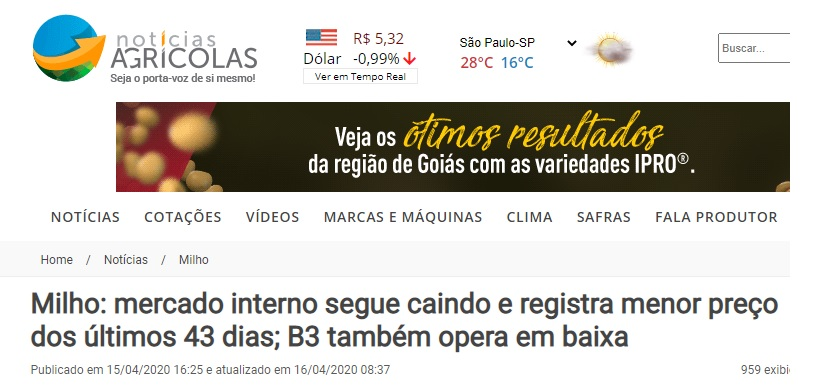 notícias
AGRÍCOLAS
Seja o porta-voz de si mesmo!
R$ 5,32
Dólar -0,99%
Ver em Tempo Real
São Paulo-SP
28°C 16°C
Buscar...
Veja os ótimos resultados
da região de Goiás com as variedades IPRO®.
NOTÍCIAS COTAÇÕES VÍDEOS MARCAS E MÁQUINAS CLIMA SAFRAS FALA PRODUTOR
Home / Notícias / Milho
Milho: mercado interno segue caindo e registra menor preço
dos últimos 43 dias; B3 também opera em baixa
Publicado em 15/04/2020 16:25 e atualizado em 16/04/2020 08:37
959 exibi